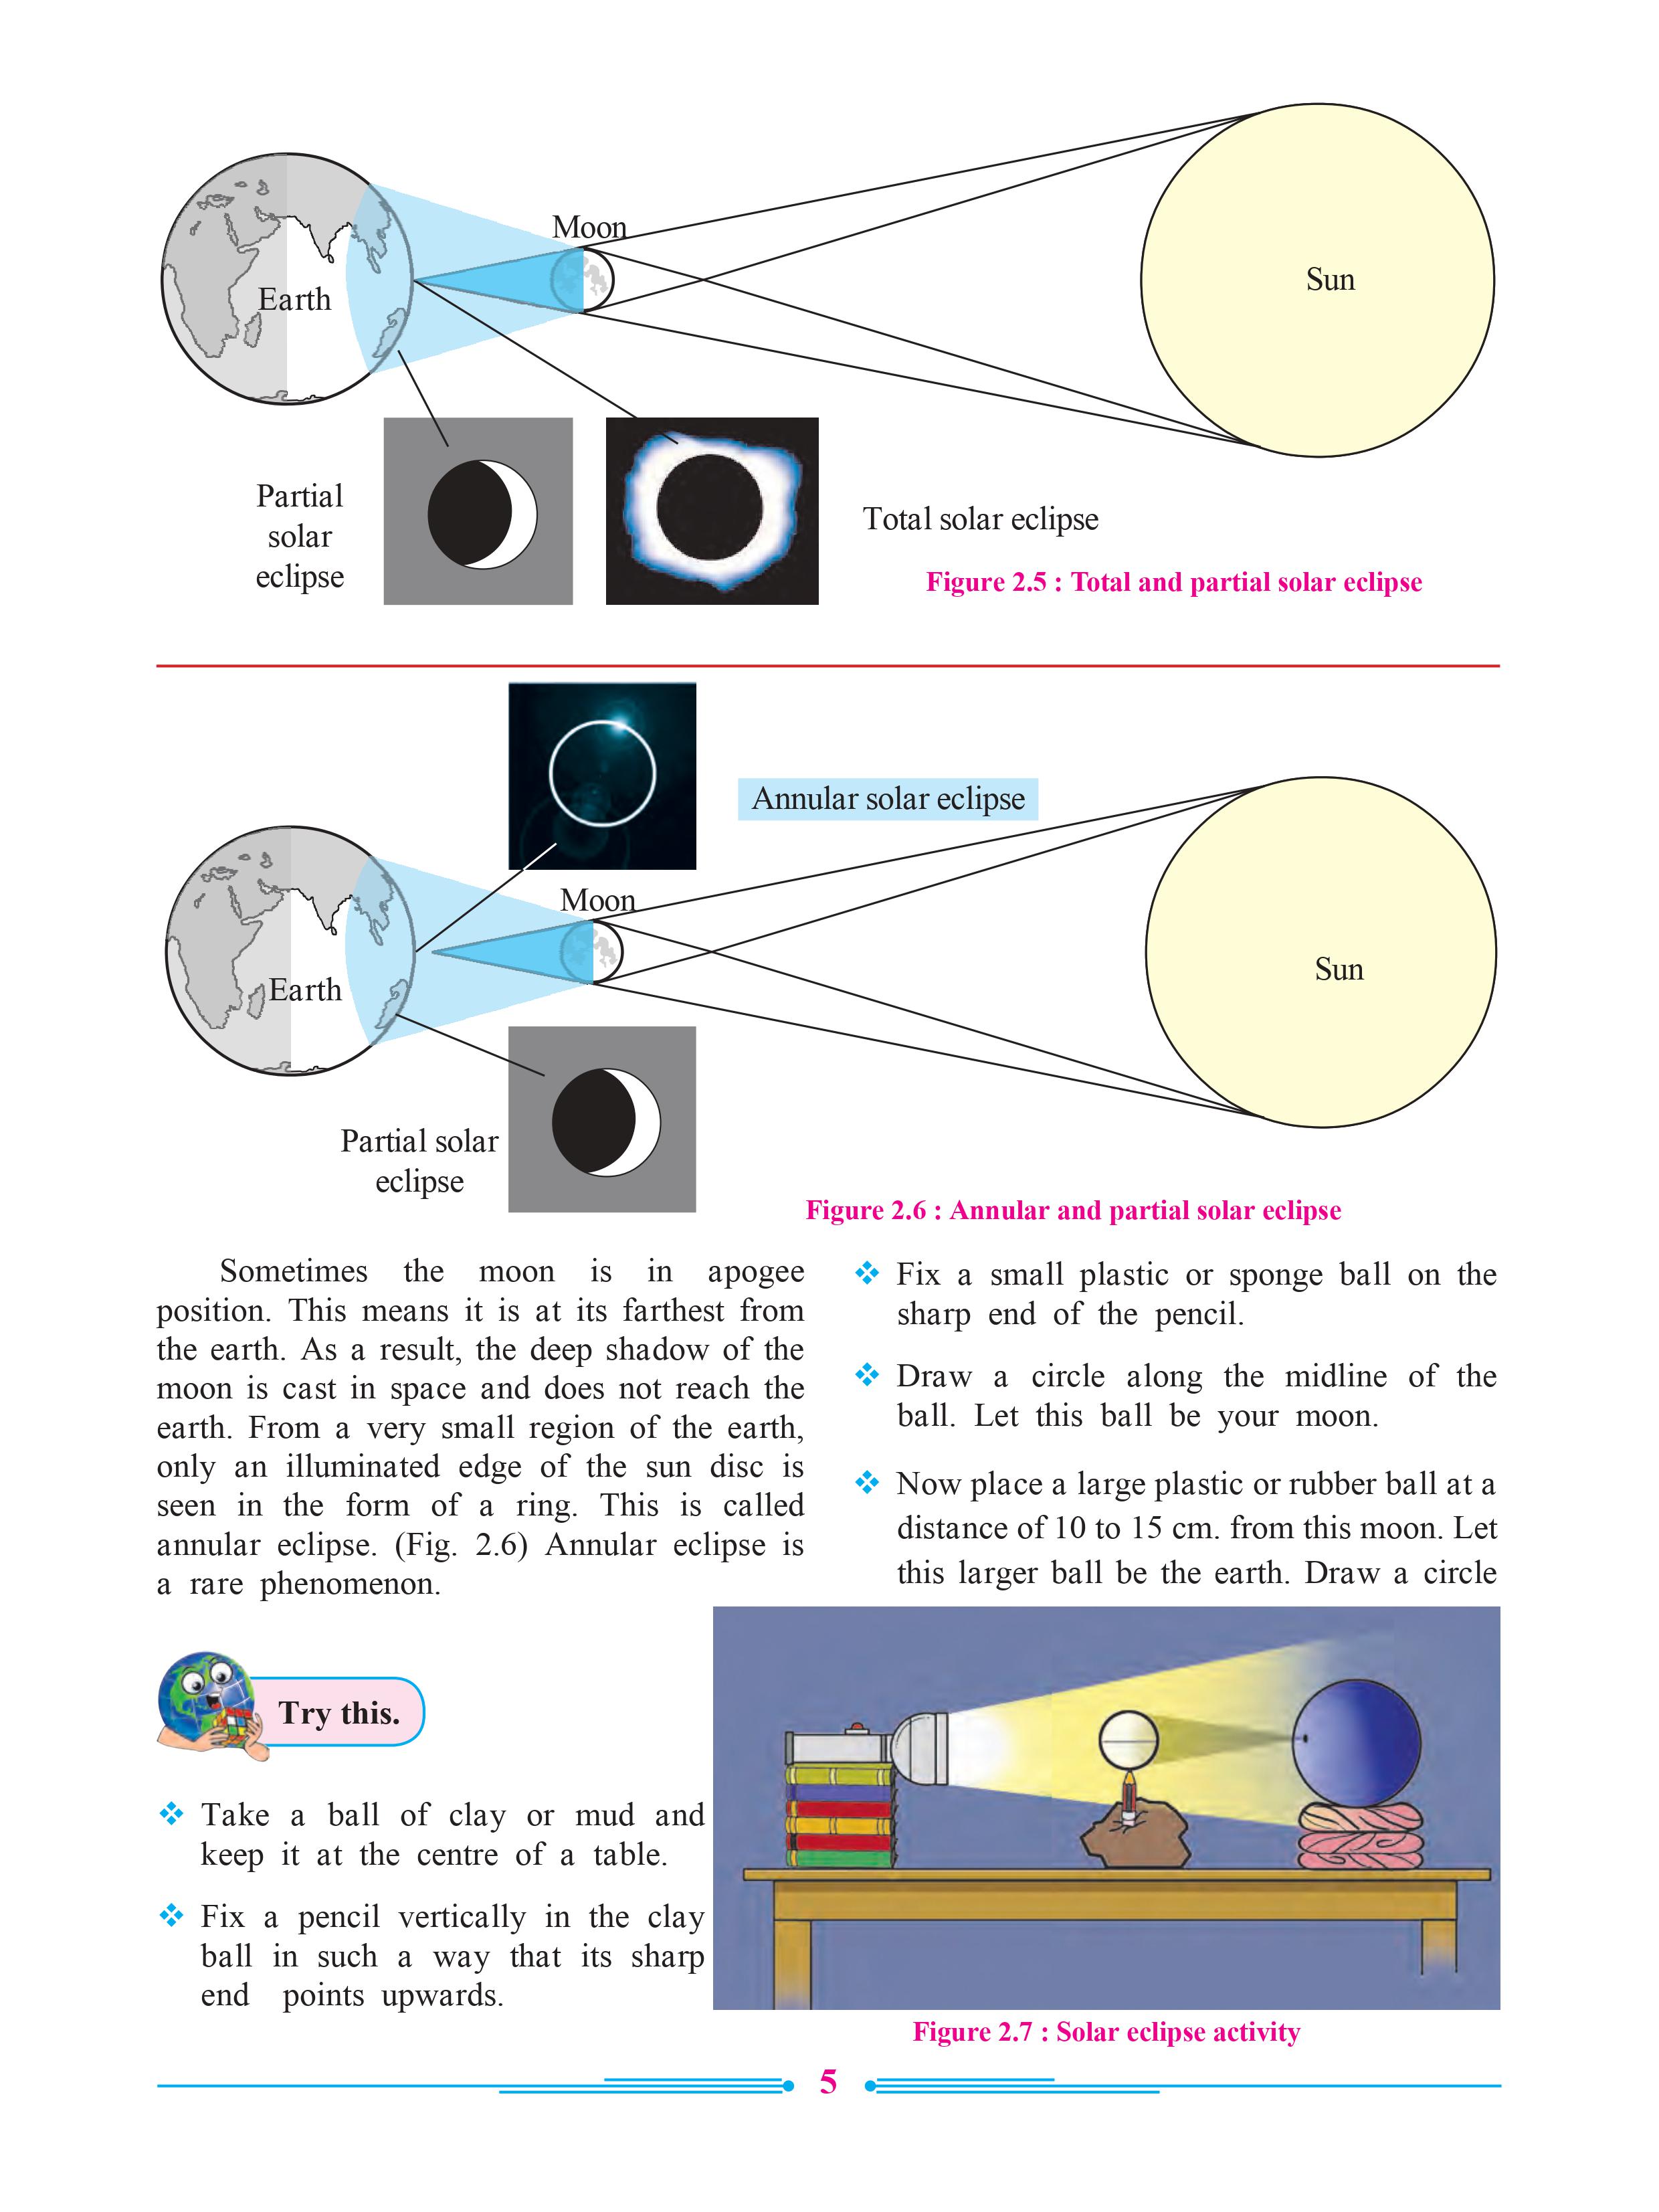 Moon
Earth
Sun
Partial
solar
eclipse
Total solar eclipse
Figure 2.5 : Total and partial solar eclipse
Annular solar eclipse
Moon
Earth
Sun
Partial solar
eclipse
Figure 2.6 : Annular and partial solar eclipse
Sometimes the moon is in apogee
position. This means it is at its farthest from
the earth. As a result, the deep shadow of the
moon is cast in space and does not reach the
earth. From a very small region of the earth,
only an illuminated edge of the sun disc is
seen in the form of a ring. This is called
annular eclipse. (Fig. 2.6) Annular eclipse is
a rare phenomenon.
Try this.
❖ Take a ball of clay or mud and
keep it at the centre of a table.
❖ Fix a pencil vertically in the clay
ball in such a way that its sharp
end points upwards.
❖ Fix a small plastic or sponge ball on the
sharp end of the pencil.
❖ Draw a circle along the midline of the
ball. Let this ball be your moon.
❖ Now place a large plastic or rubber ball at a
distance of 10 to 15 cm. from this moon. Let
this larger ball be the earth. Draw a circle
Figure 2.7 : Solar eclipse activity
5